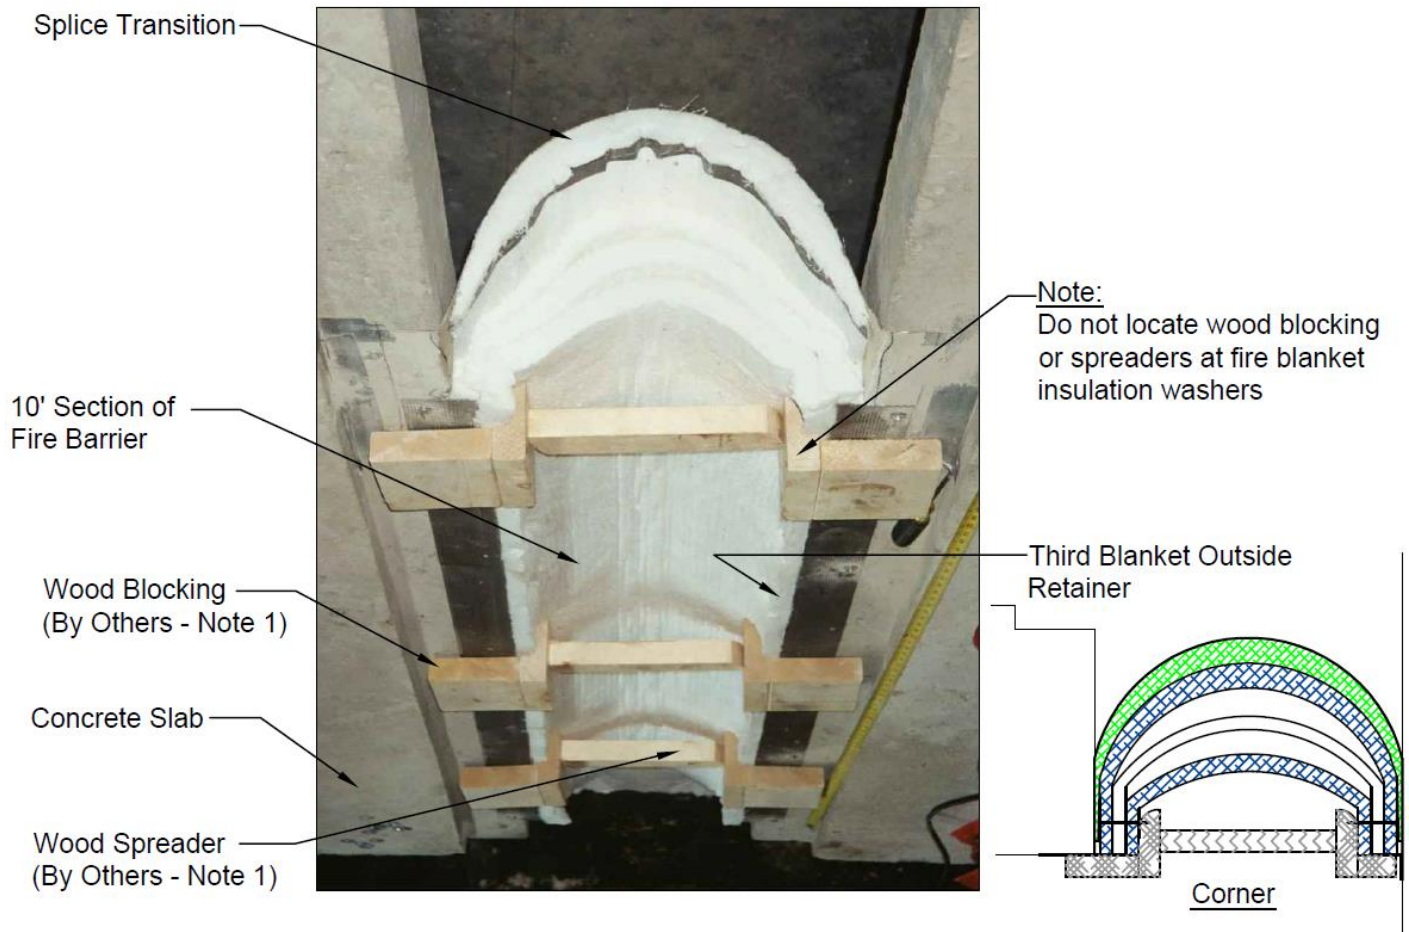 Splice Transition
Note:
Do not locate wood blocking
or spreaders at fire blanket
insulation washers
10' Section of
Fire Barrier
Third Blanket Outside
Retainer
Wood Blocking
(By Others - Note 1)
Concrete Slab
Wood Spreader
(By Others - Note 1)
Corner